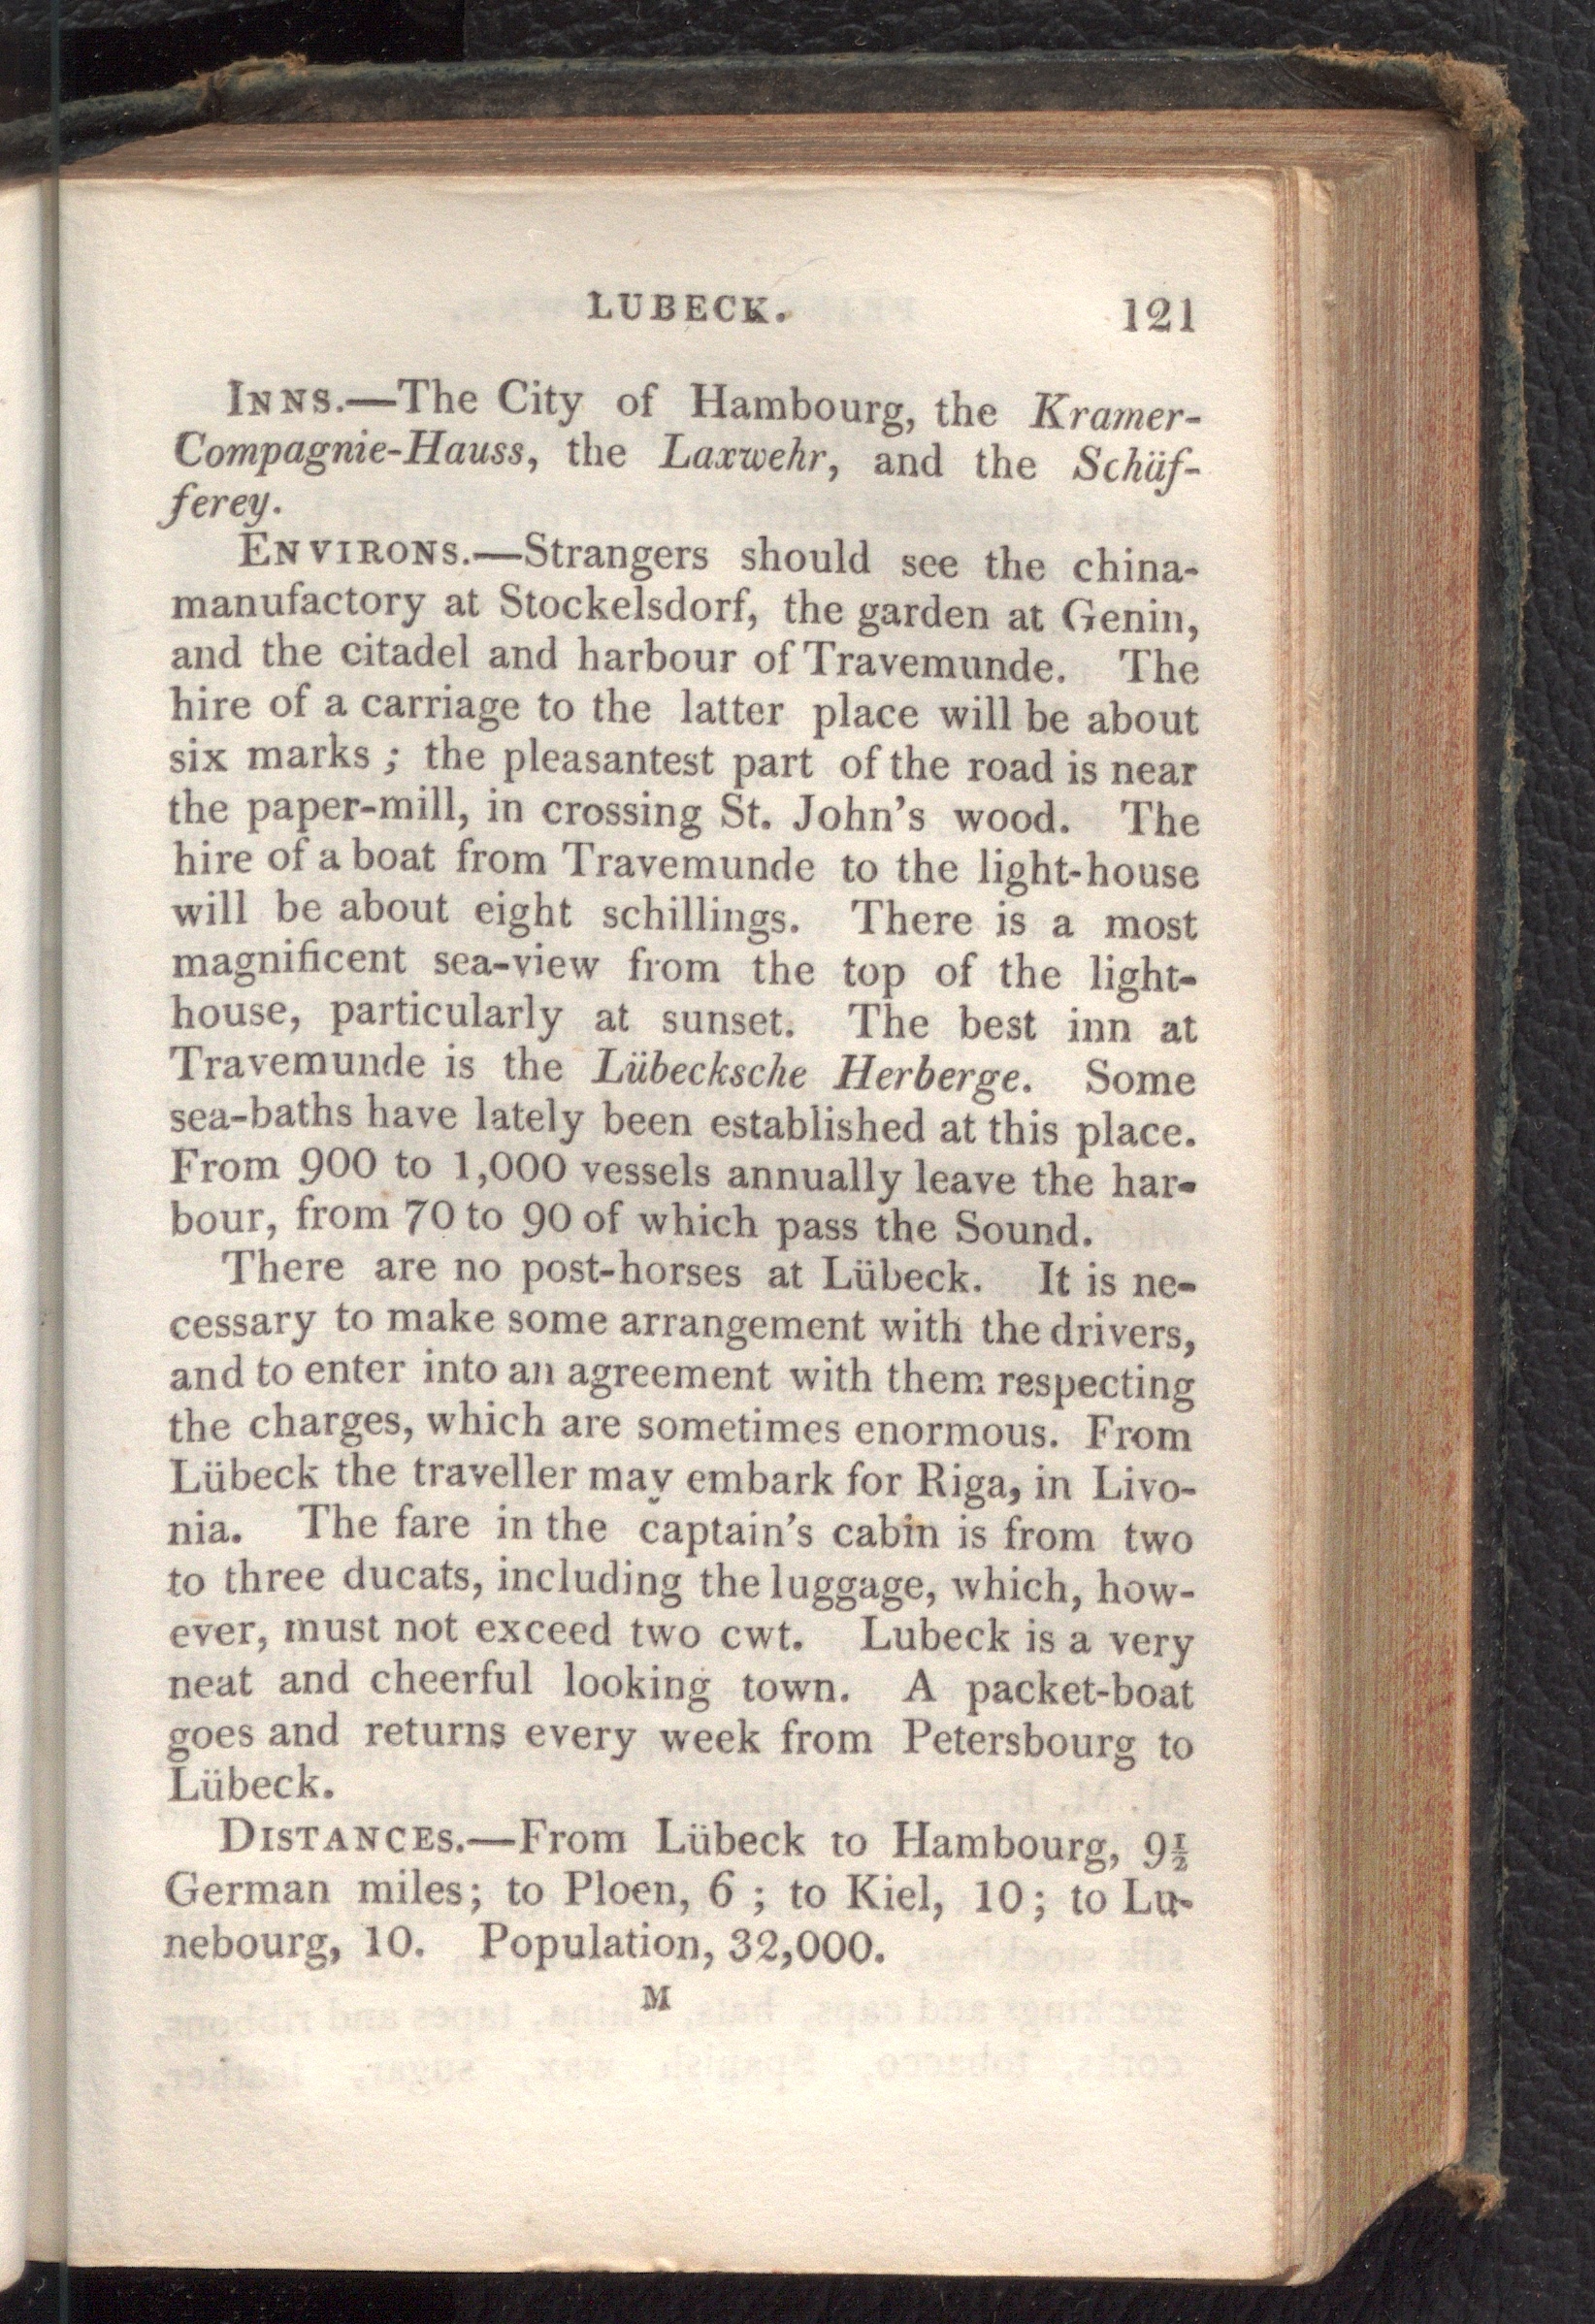 LUBECK. 121
INNS.—The City of Hambourg, the Kramer-
Compagnie-Hauss, the Laxwehr, and the Schüf-
ferey.
ENVIRONS.—Strangers should see the china-
manufactory at Stockelsdorf, the garden at Genin,
and the citadel and harbour of Travemunde. The
hire of a carriage to the latter place will be about
six marks ; the pleasantest part of the road is near
the paper-mill, in crossing St. John's wood. The
hire of a boat from Travemunde to the light-house
will be about eight schillings. There is a most
magnificent sea-view from the top of the light-
house, particularly at sunset. The best inn at
Travemunde is the Lübecksche Herberge. Some
sea-baths have lately been established at this place.
From 900 to 1,000 vessels annually leave the har-
bour, from 70 to 90 of which pass the Sound.
There are no post-horses at Lübeck. It is ne-
cessary to make some arrangement with the drivers,
and to enter into an agreement with them respecting
the charges, which are sometimes enormous. From
Lübeck the traveller may embark for Riga, in Livo-
nia. The fare in the captain's cabin is from two
to three ducats, including the luggage, which, how-
ever, must not exceed two cwt. Lubeck is a very
neat and cheerful looking town. A packet-boat
goes and returns every week from Petersbourg to
Lübeck.
DISTANCES.—From Lübeck to Hambourg, 9½
German miles; to Ploen, 6 ; to Kiel, 10; to Lu-
nebourg, 10. Population, 32,000.
M